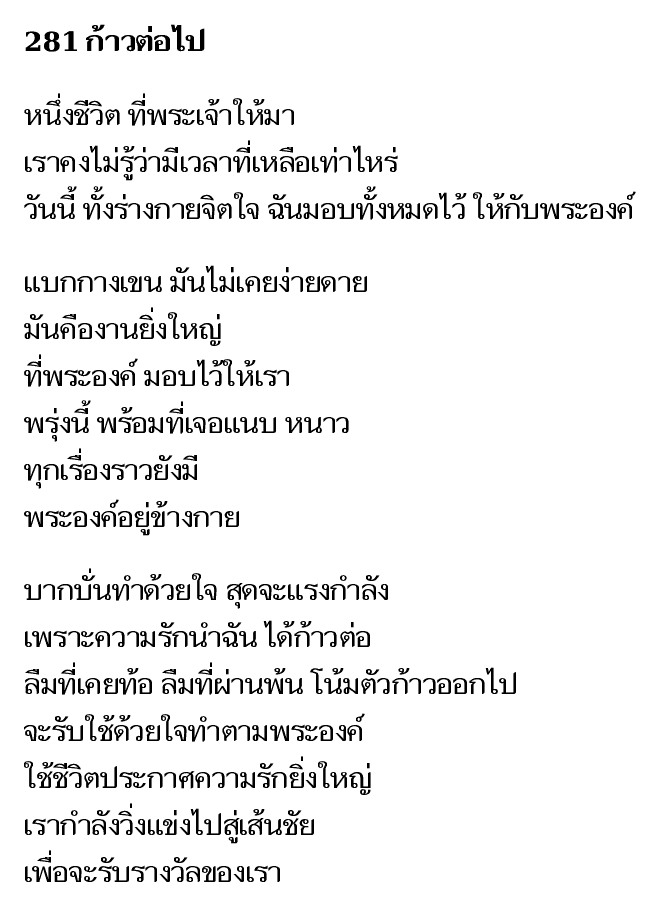 281 ก้าวต่อไป
หนึ่งชีวิต ที่พระเจ้าให้มา
เราคงไม่รู้ว่ามีเวลาที่เหลือเท่าไหร่
วันนี้ ทั้งร่างกายจิตใจ ฉันมอบทั้งหมดไว้ ให้กับพระองค์
แบกกางเขน มันไม่เคยง่ายดาย
มันคืองานยิ่งใหญ่
ที่พระองค์ มอบไว้ให้เรา
พรุ่งนี้ พร้อมที่เจอแนบ หนาว
ทุกเรื่องราวยังมี
พระองค์อยู่ข้างกาย
บากบั่นทำด้วยใจ สุดจะแรงกำลัง
เพราะความรักนำฉัน ได้ก้าวต่อ
ลืมที่เคยท้อ ลืมที่ผ่านพ้น โน้มตัวก้าวออกไป
จะรับใช้ด้วยใจทำตามพระองค์
ใช้ชีวิตประกาศความรักยิ่งใหญ่
เรากำลังวิ่งแข่งไปสู่เส้นชัย
เพื่อจะรับรางวัลของเรา